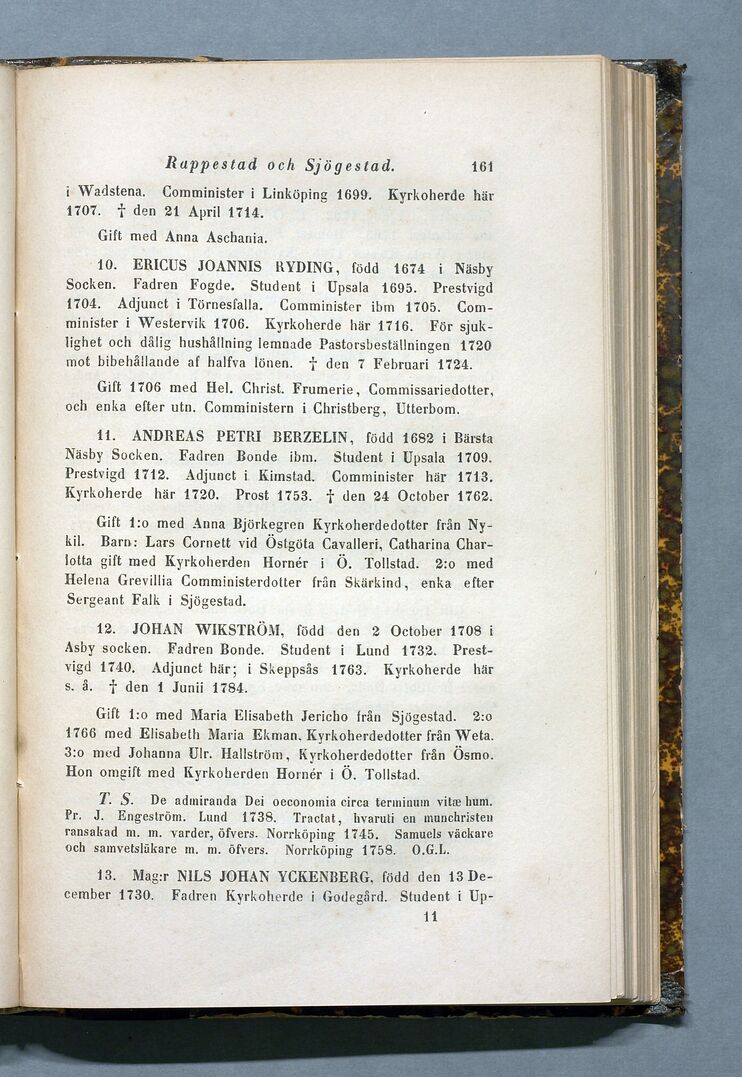 Rappestad och Sjögestad. 161
i Wadstena. Comminister i Linköping 1699. Kyrkoherde här
1707. † den 21 April 1714.
Gift med Anna Aschania.
10. ERICUS JOANNIS RYDING, född 1674 i Näsby
Socken. Fadren Fogde. Student i Upsala 1695. Prestvigd
1704. Adjunct i Törnesfalla. Comminister ibm 1705. Com-
minister i Westervik 1706. Kyrkoherde här 1716. För sjuk-
lighet och dålig hushållning lemnade Pastorsbeställningen 1720
mot bibehållande af halfva lönen. † den 7 Februari 1724.
Gift 1706 med Hel. Christ. Frumerie, Commissariedotter,
och enka efter utn. Comministern i Christberg, Utterbom.
11. ANDREAS PETRI BERZELIN, född 1682 i Bärsta
Näsby Socken. Fadren Bonde ibm. Student i Upsala 1709.
Prestvigd 1712. Adjunct i Kimstad. Comminister här 1713.
Kyrkoherde här 1720. Prost 1753. † den 24 October 1762.
Gift 1:o med Anna Björkegren Kyrkoherdedotter från Ny-
kil. Barn: Lars Cornett vid Östgöta Cavalleri, Catharina Char-
lotta gift med Kyrkoherden Hornér i Ö. Tollstad. 2:o med
Helena Grevillia Comministerdotter från Skärkind, enka efter
Sergeant Falk i Sjögestad.
12. JOHAN WIKSTRÖM, född den 2 October 1708 i
Asby socken. Fadren Bonde. Student i Lund 1732. Prest-
vigd 1740. Adjunct här; i Skeppsås 1763. Kyrkoherde här
s. å. † den 1 Junii 1784.
Gift 1:o med Maria Elisabeth Jericho från Sjögestad. 2:o
1766 med Elisabeth Maria Ekman, Kyrkoherdedotter från Weta.
3:o med Johanna Ulr. Hallström, Kyrkoherdedotter från Ösmo.
Hon omgift med Kyrkoherden Hornér i Ö. Tollstad.
T. S. De admiranda Dei oeconomia circa terminum vitæ hum.
Pr. J. Engeström. Lund 1738. Tractat, hvaruti en munchristen
ransakad m. m. varder, öfvers. Norrköping 1745. Samuels väckare
och samvetsläkare m. m. öfvers. Norrköping 1758. O.G.L.
13. Mag:r NILS JOHAN YCKENBERG, född den 13 De-
cember 1730. Fadren Kyrkoherde i Godegård. Student i Up-
11